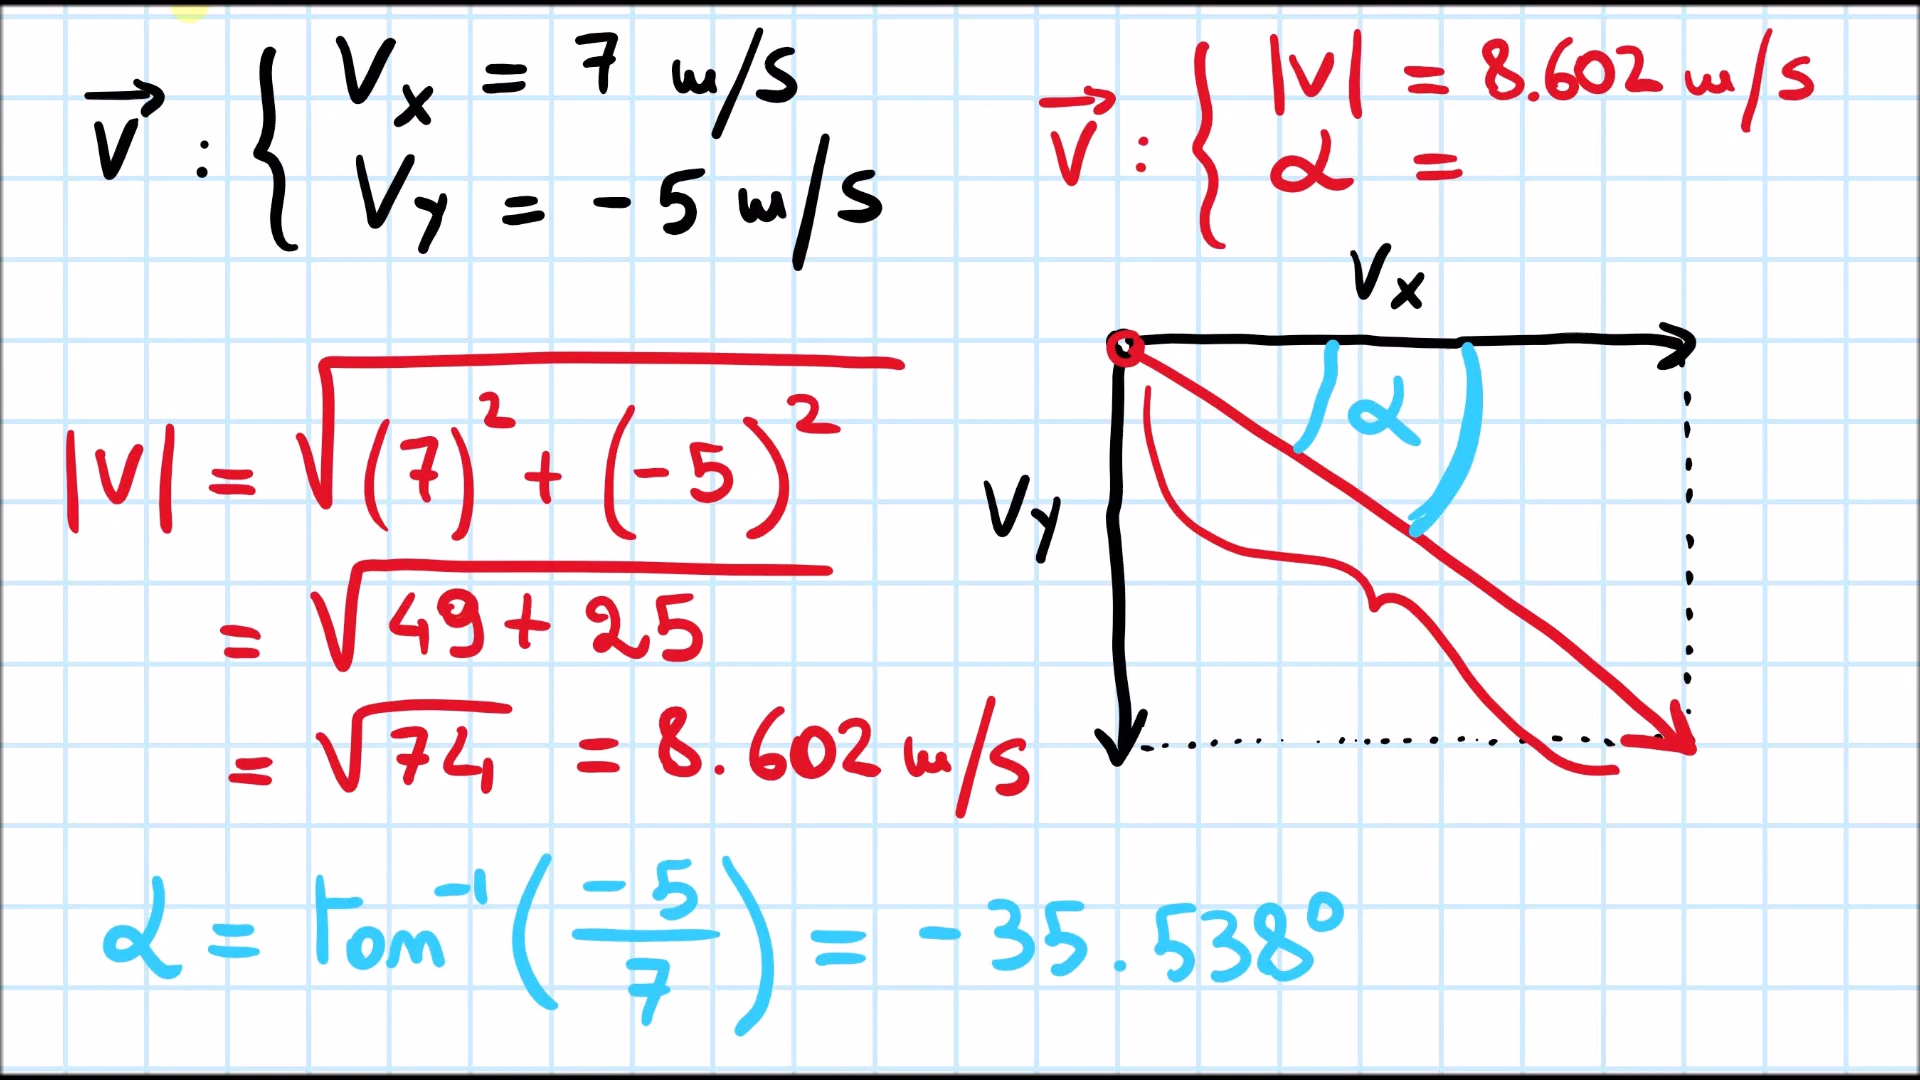 V⃗ : { Vx = 7 m/s
Vy = -5 m/s
V⃗ : { |V| = 8.602 m/s
α =
Vx
α
Vy
|V| = √((7)² + (-5)²)
= √(49 + 25)
= √74 = 8.602 m/s
α = tan⁻¹(-5/7) = -35.538°